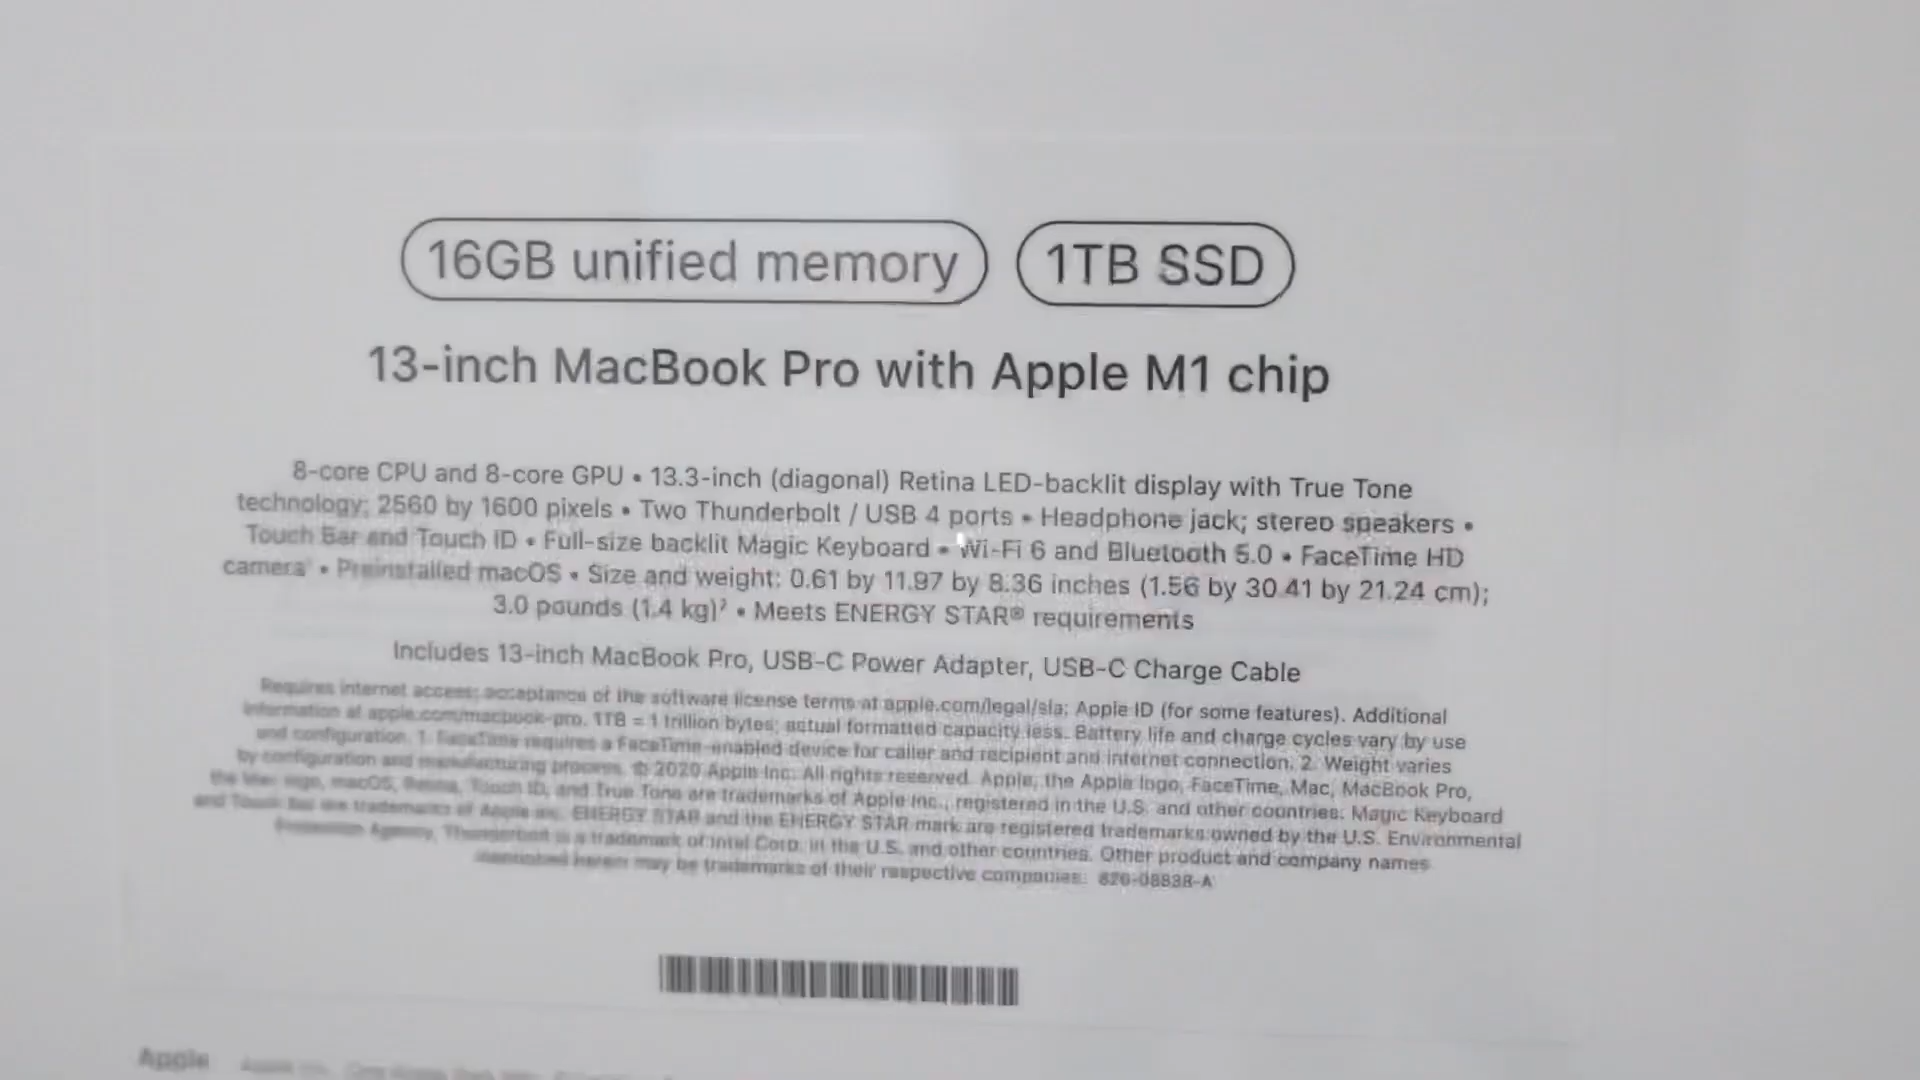 16GB unified memory 1TB SSD
13-inch MacBook Pro with Apple M1 chip
8-core CPU and 8-core GPU • 13.3-inch (diagonal) Retina LED-backlit display with True Tone
technology; 2560 by 1600 pixels • Two Thunderbolt / USB 4 ports • Headphone jack; stereo speakers •
Touch Bar and Touch ID • Full-size backlit Magic Keyboard • Wi-Fi 6 and Bluetooth 5.0 • FaceTime HD
camera¹ • Preinstalled macOS • Size and weight: 0.61 by 11.97 by 8.36 inches (1.56 by 30.41 by 21.24 cm);
3.0 pounds (1.4 kg)² • Meets ENERGY STAR® requirements
Includes 13-inch MacBook Pro, USB-C Power Adapter, USB-C Charge Cable
Requires internet access; acceptance of the software license terms at apple.com/legal/sla; Apple ID (for some features). Additional
information at apple.com/macbook-pro. 1TB = 1 trillion bytes; actual formatted capacity less. Battery life and charge cycles vary by use
and configuration. 1. FaceTime requires a FaceTime-enabled device for caller and recipient and internet connection. 2. Weight varies
by configuration and manufacturing process. © 2020 Apple Inc. All rights reserved. Apple, the Apple logo, FaceTime, Mac, MacBook Pro,
the Mac logo, macOS, Retina, Touch ID, and True Tone are trademarks of Apple Inc., registered in the U.S. and other countries. Magic Keyboard
and Touch Bar are trademarks of Apple Inc. ENERGY STAR and the ENERGY STAR mark are registered trademarks owned by the U.S. Environmental
Protection Agency. Thunderbolt is a trademark of Intel Corp. in the U.S. and other countries. Other product and company names
mentioned herein may be trademarks of their respective companies. 826-08838-A
Apple